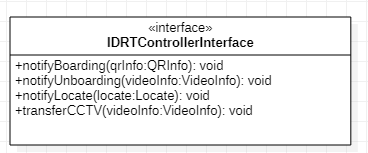 «interface»
IDRTControllerInterface
+notifyBoarding(qrInfo:QRInfo): void
+notifyUnboarding(videoInfo:VideoInfo): void
+notifyLocate(locate:Locate): void
+transferCCTV(videoInfo:VideoInfo): void